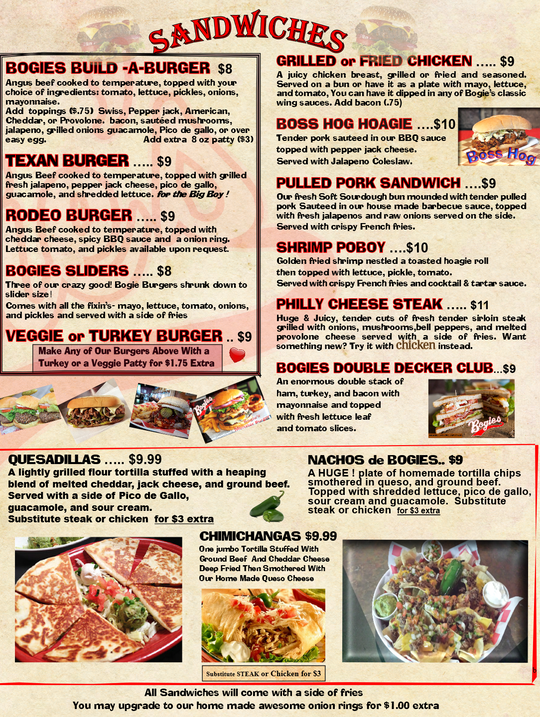 SANDWICHES
BOGIES BUILD -A-BURGER $8
Angus beef cooked to temperature, topped with your
choice of ingredients: tomato, lettuce, pickles, onions,
mayonnaise.
Add toppings ($.75) Swiss, Pepper jack, American,
Cheddar, or Provolone. bacon, sautéed mushrooms,
jalapeno, grilled onions guacamole, Pico de gallo, or over
easy egg. Add extra 8 oz patty ($3)
TEXAN BURGER ..... $9
Angus Beef cooked to temperature, topped with grilled
fresh jalapeno, pepper jack cheese, pico de gallo,
guacamole, and shredded lettuce. for the Big Boy !
RODEO BURGER ..... $9
Angus Beef cooked to temperature, topped with
cheddar cheese, spicy BBQ sauce and a onion ring.
Lettuce tomato, and pickles available upon request.
BOGIES SLIDERS ..... $8
Three of our crazy good! Bogie Burgers shrunk down to
slider size!
Comes with all the fixin's- mayo, lettuce, tomato, onions,
and pickles and served with a side of fries
VEGGIE or TURKEY BURGER .. $9
Make Any of Our Burgers Above With a
Turkey or a Veggie Patty for $1.75 Extra
GRILLED or FRIED CHICKEN ..... $9
A juicy chicken breast, grilled or fried and seasoned.
Served on a bun or have it as a plate with mayo, lettuce,
and tomato, You can have it dipped in any of Bogie's classic
wing sauces. Add bacon (.75)
BOSS HOG HOAGIE ....$10
Tender pork sauteed in our BBQ sauce
topped with pepper jack cheese.
Served with Jalapeno Coleslaw.
Boss Hog
PULLED PORK SANDWICH ....$9
Our fresh Soft Sourdough bun mounded with tender pulled
pork Sauteed in our house made barbecue sauce, topped
with fresh jalapenos and raw onions served on the side.
Served with crispy French fries.
SHRIMP POBOY ....$10
Golden fried shrimp nestled a toasted hoagie roll
then topped with lettuce, pickle, tomato.
Served with crispy French fries and cocktail & tartar sauce.
PHILLY CHEESE STEAK ..... $11
Huge & Juicy, tender cuts of fresh tender sirloin steak
grilled with onions, mushrooms,bell peppers, and melted
provolone cheese served with a side of fries. Want
something new? Try it with chicken instead.
BOGIES DOUBLE DECKER CLUB...$9
An enormous double stack of
ham, turkey, and bacon with
mayonnaise and topped
with fresh lettuce leaf
and tomato slices.
Bogies
Bogies
QUESADILLAS ..... $9.99
A lightly grilled flour tortilla stuffed with a heaping
blend of melted cheddar, jack cheese, and ground beef.
Served with a side of Pico de Gallo,
guacamole, and sour cream.
Substitute steak or chicken for $3 extra
NACHOS de BOGIES.. $9
A HUGE ! plate of homemade tortilla chips
smothered in queso, and ground beef.
Topped with shredded lettuce, pico de gallo,
sour cream and guacamole. Substitute
steak or chicken for $3 extra
CHIMICHANGAS $9.99
One jumbo Tortilla Stuffed With
Ground Beef And Cheddar Cheese
Deep Fried Then Smothered With
Our Home Made Queso Cheese
Substitute STEAK or Chicken for $3
All Sandwiches will come with a side of fries
You may upgrade to our home made awesome onion rings for $1.00 extra